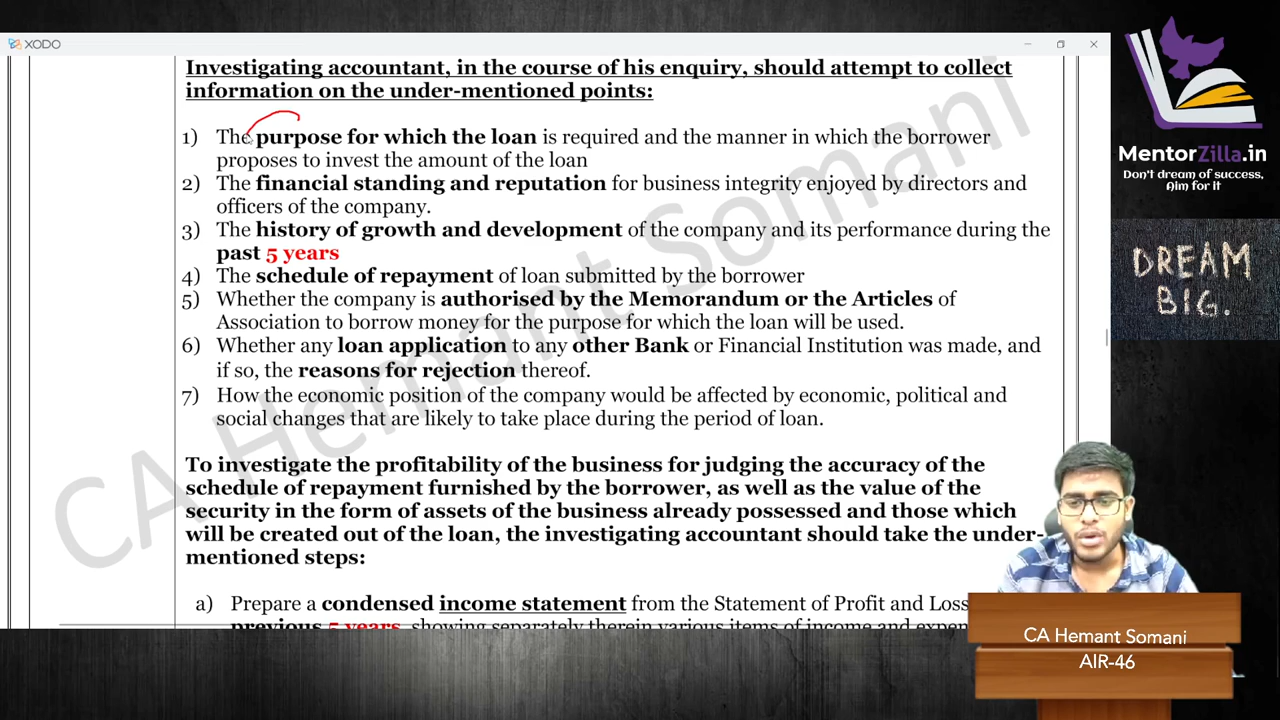 XODO
Investigating accountant, in the course of his enquiry, should attempt to collect
information on the under-mentioned points:
1) The purpose for which the loan is required and the manner in which the borrower
proposes to invest the amount of the loan
2) The financial standing and reputation for business integrity enjoyed by directors and
officers of the company.
3) The history of growth and development of the company and its performance during the
past 5 years
4) The schedule of repayment of loan submitted by the borrower
5) Whether the company is authorised by the Memorandum or the Articles of
Association to borrow money for the purpose for which the loan will be used.
6) Whether any loan application to any other Bank or Financial Institution was made, and
if so, the reasons for rejection thereof.
7) How the economic position of the company would be affected by economic, political and
social changes that are likely to take place during the period of loan.
To investigate the profitability of the business for judging the accuracy of the
schedule of repayment furnished by the borrower, as well as the value of the
security in the form of assets of the business already possessed and those which
will be created out of the loan, the investigating accountant should take the under-
mentioned steps:
a) Prepare a condensed income statement from the Statement of Profit and Loss
previous 5 years, showing separately therein various items of income and
CA Hemant Somani
MentorZilla.in
Don't dream of success,
Aim for it
DREAM
BIG.
CA Hemant Somani
AIR-46